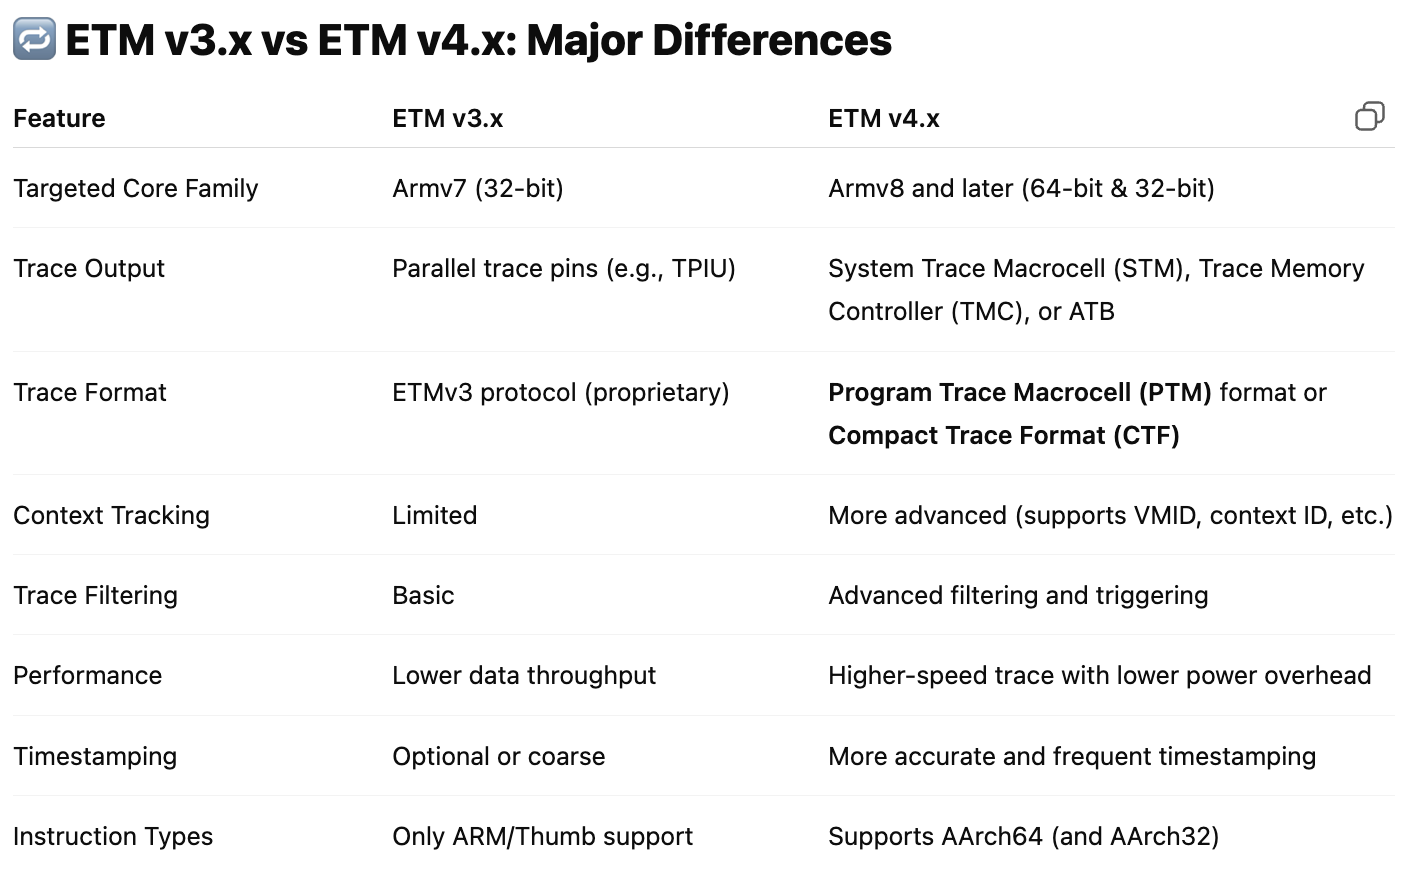 🔁 ETM v3.x vs ETM v4.x: Major Differences
Feature ETM v3.x ETM v4.x
Targeted Core Family Armv7 (32-bit) Armv8 and later (64-bit & 32-bit)
Trace Output Parallel trace pins (e.g., TPIU) System Trace Macrocell (STM), Trace Memory
Controller (TMC), or ATB
Trace Format ETMv3 protocol (proprietary) Program Trace Macrocell (PTM) format or
Compact Trace Format (CTF)
Context Tracking Limited More advanced (supports VMID, context ID, etc.)
Trace Filtering Basic Advanced filtering and triggering
Performance Lower data throughput Higher-speed trace with lower power overhead
Timestamping Optional or coarse More accurate and frequent timestamping
Instruction Types Only ARM/Thumb support Supports AArch64 (and AArch32)